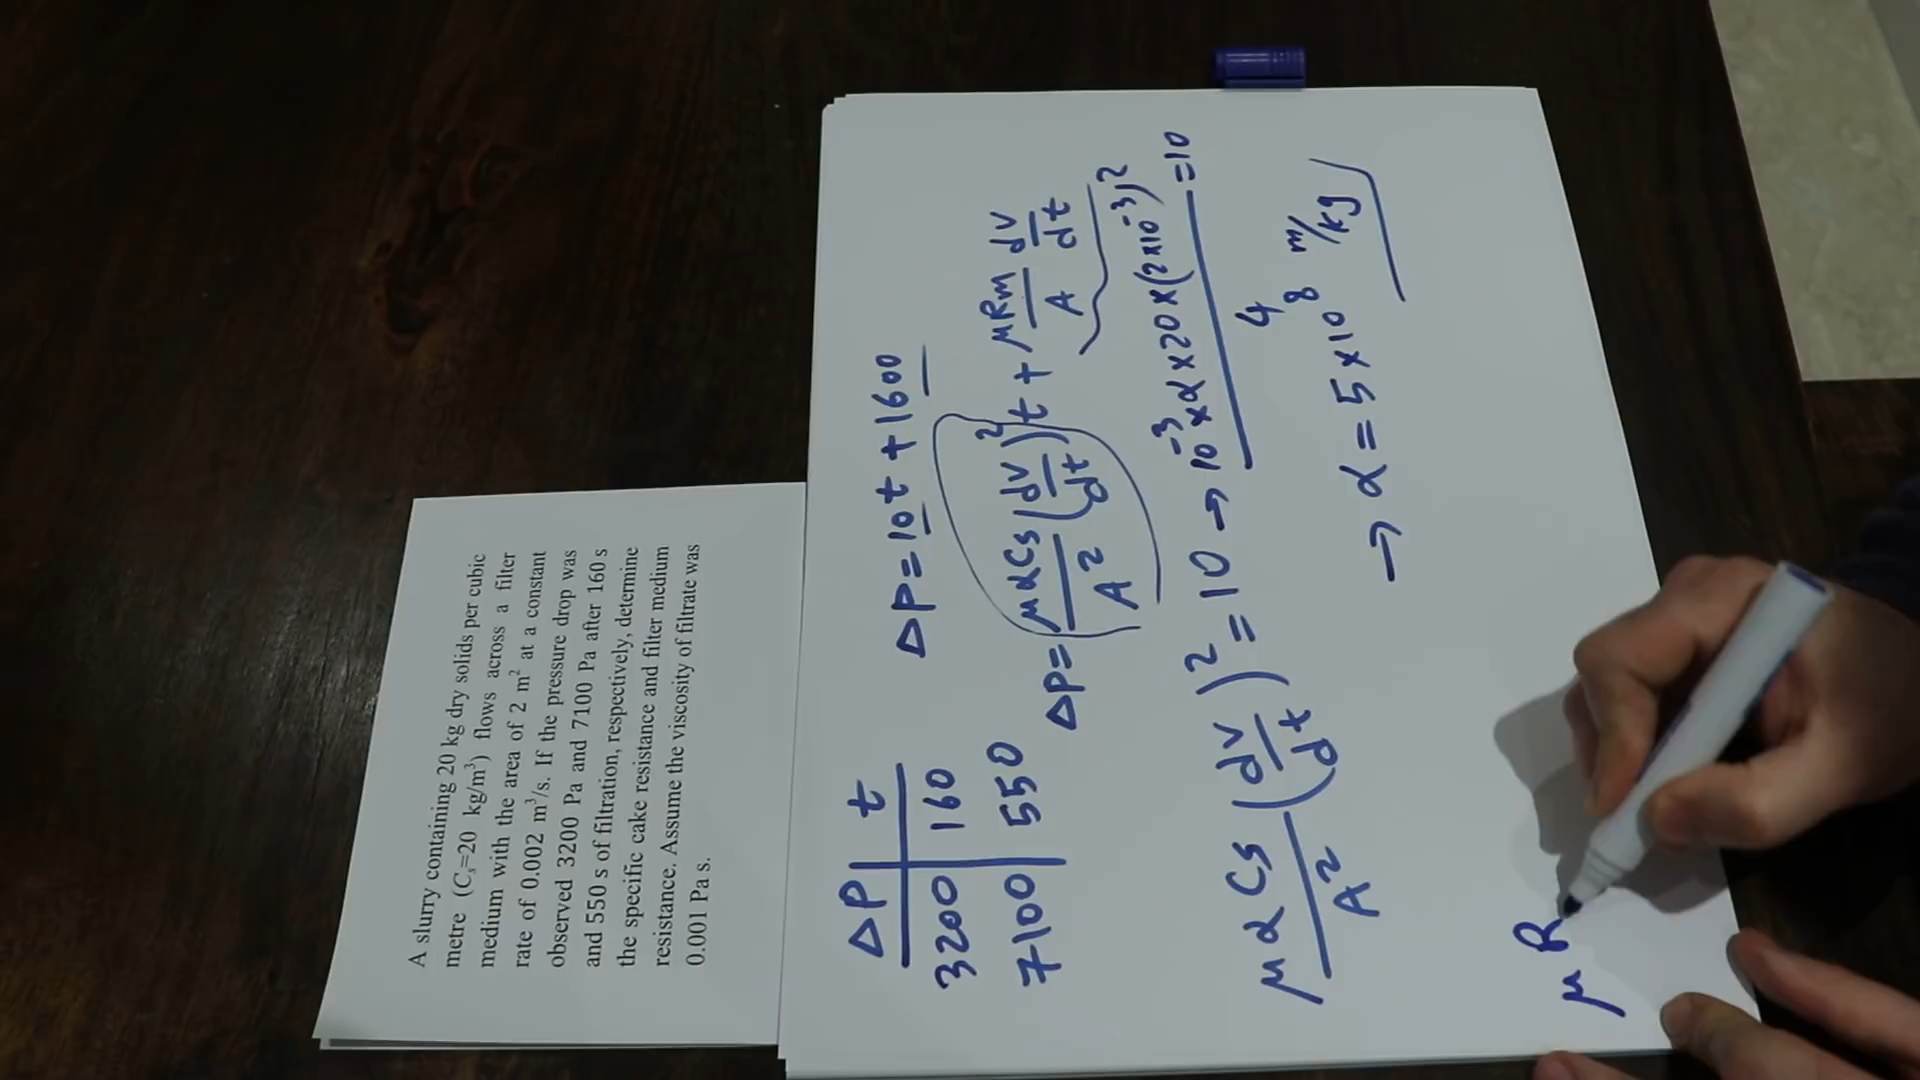 A slurry containing 20 kg dry solids per cubic
metre (Cs=20 kg/m³) flows across a filter
medium with the area of 2 m² at a constant
rate of 0.002 m³/s. If the pressure drop was
observed 3200 Pa and 7100 Pa after 160 s
and 550 s of filtration, respectively, determine
the specific cake resistance and filter medium
resistance. Assume the viscosity of filtrate was
0.001 Pa s.
ΔP | t
3200 | 160
7100 | 550
ΔP = 10t + 1600
ΔP = μαCs/A² (dv/dt)² t + μRm/A dv/dt
μαCs/A² (dv/dt)² = 10 → 10⁻³×α×20×(2×10⁻³)²/4 = 10
→ α = 5×10⁸ m/kg
μR